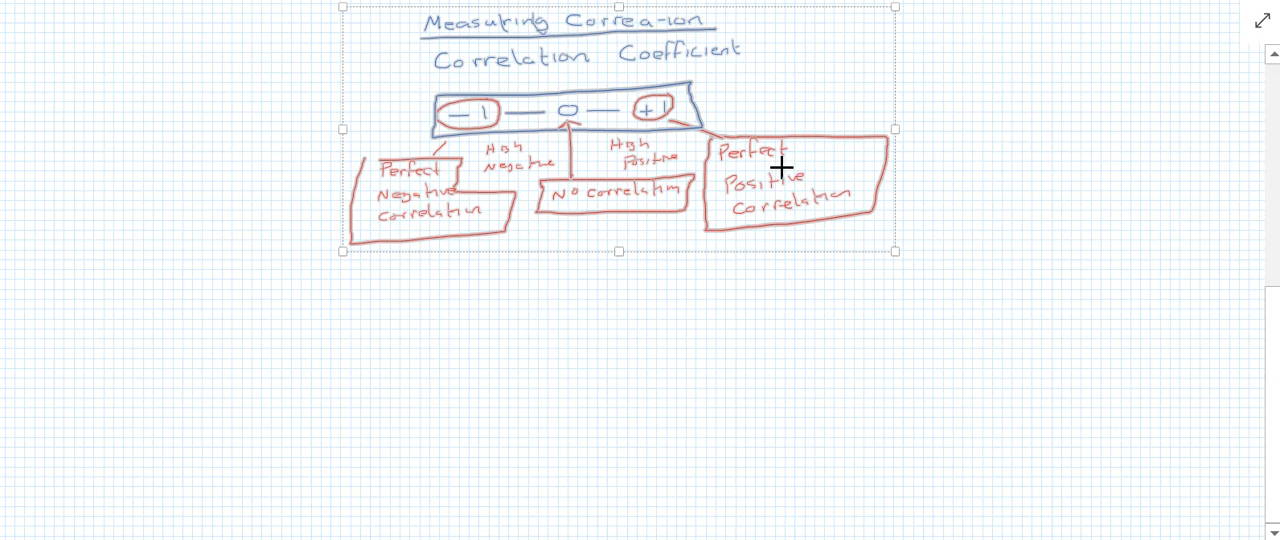 Measuring Correa-ion
Correlation Coefficient
-1 — 0 — +1
High
Negative
High
Positive
Perfect
Negative
Correlation
No correlation
Perfect
Positive
Correlation